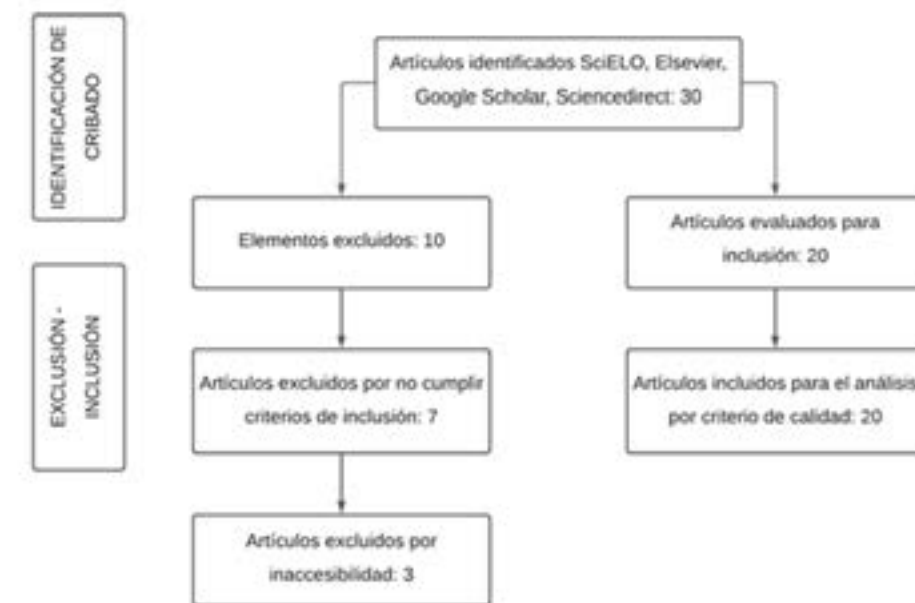 IDENTIFICACIÓN DE
CRIBADO
Artículos identificados SciELO, Elsevier,
Google Scholar, Sciencedirect: 30
Elementos excluidos: 10
Artículos evaluados para
inclusión: 20
EXCLUSIÓN -
INCLUSIÓN
Artículos excluidos por no cumplir
criterios de inclusión: 7
Artículos incluidos para el análisis
por criterio de calidad: 20
Artículos excluidos por
inaccesibilidad: 3